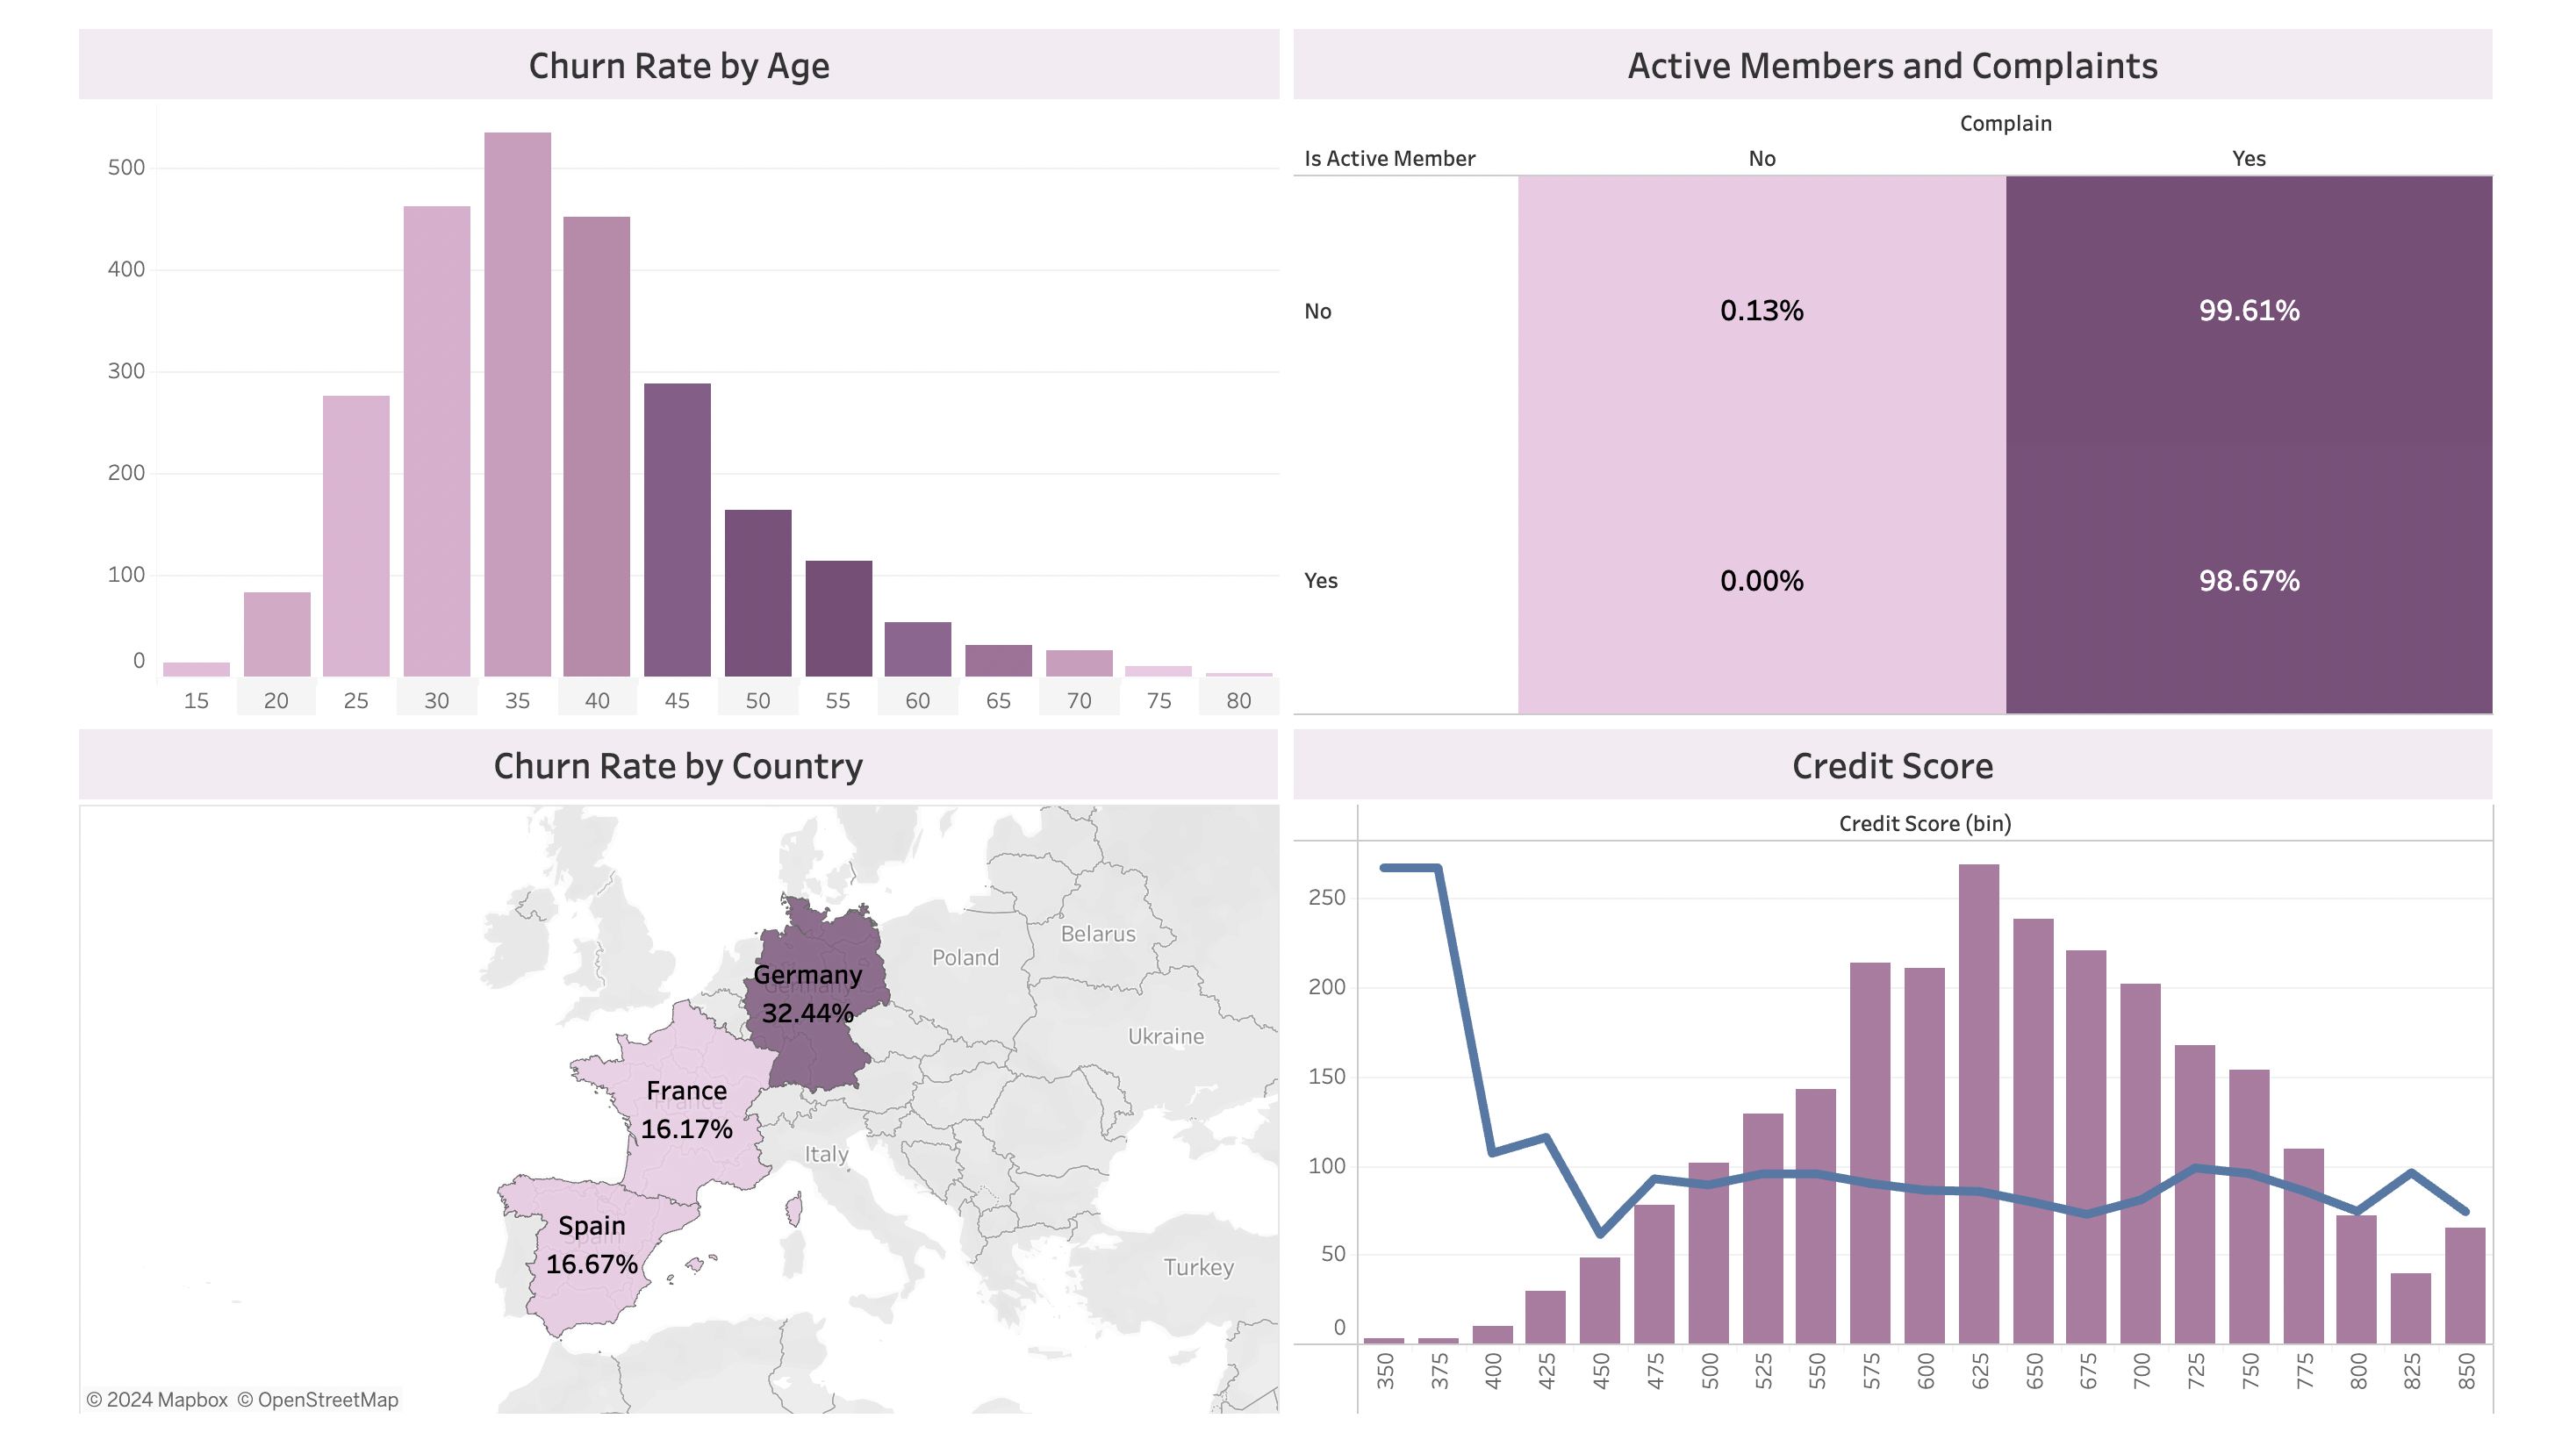 Churn Rate by Age
500
400
300
200
100
0
15 20 25 30 35 40 45 50 55 60 65 70 75 80
Active Members and Complaints
Complain
Is Active Member No Yes
No 0.13% 99.61%
Yes 0.00% 98.67%
Churn Rate by Country
Belarus
Poland
Germany
Germany
32.44%
Ukraine
France
France
16.17%
Italy
Spain
Spain
16.67%
Turkey
© 2024 Mapbox © OpenStreetMap
Credit Score
Credit Score (bin)
250
200
150
100
50
0
350 375 400 425 450 475 500 525 550 575 600 625 650 675 700 725 750 775 800 825 850